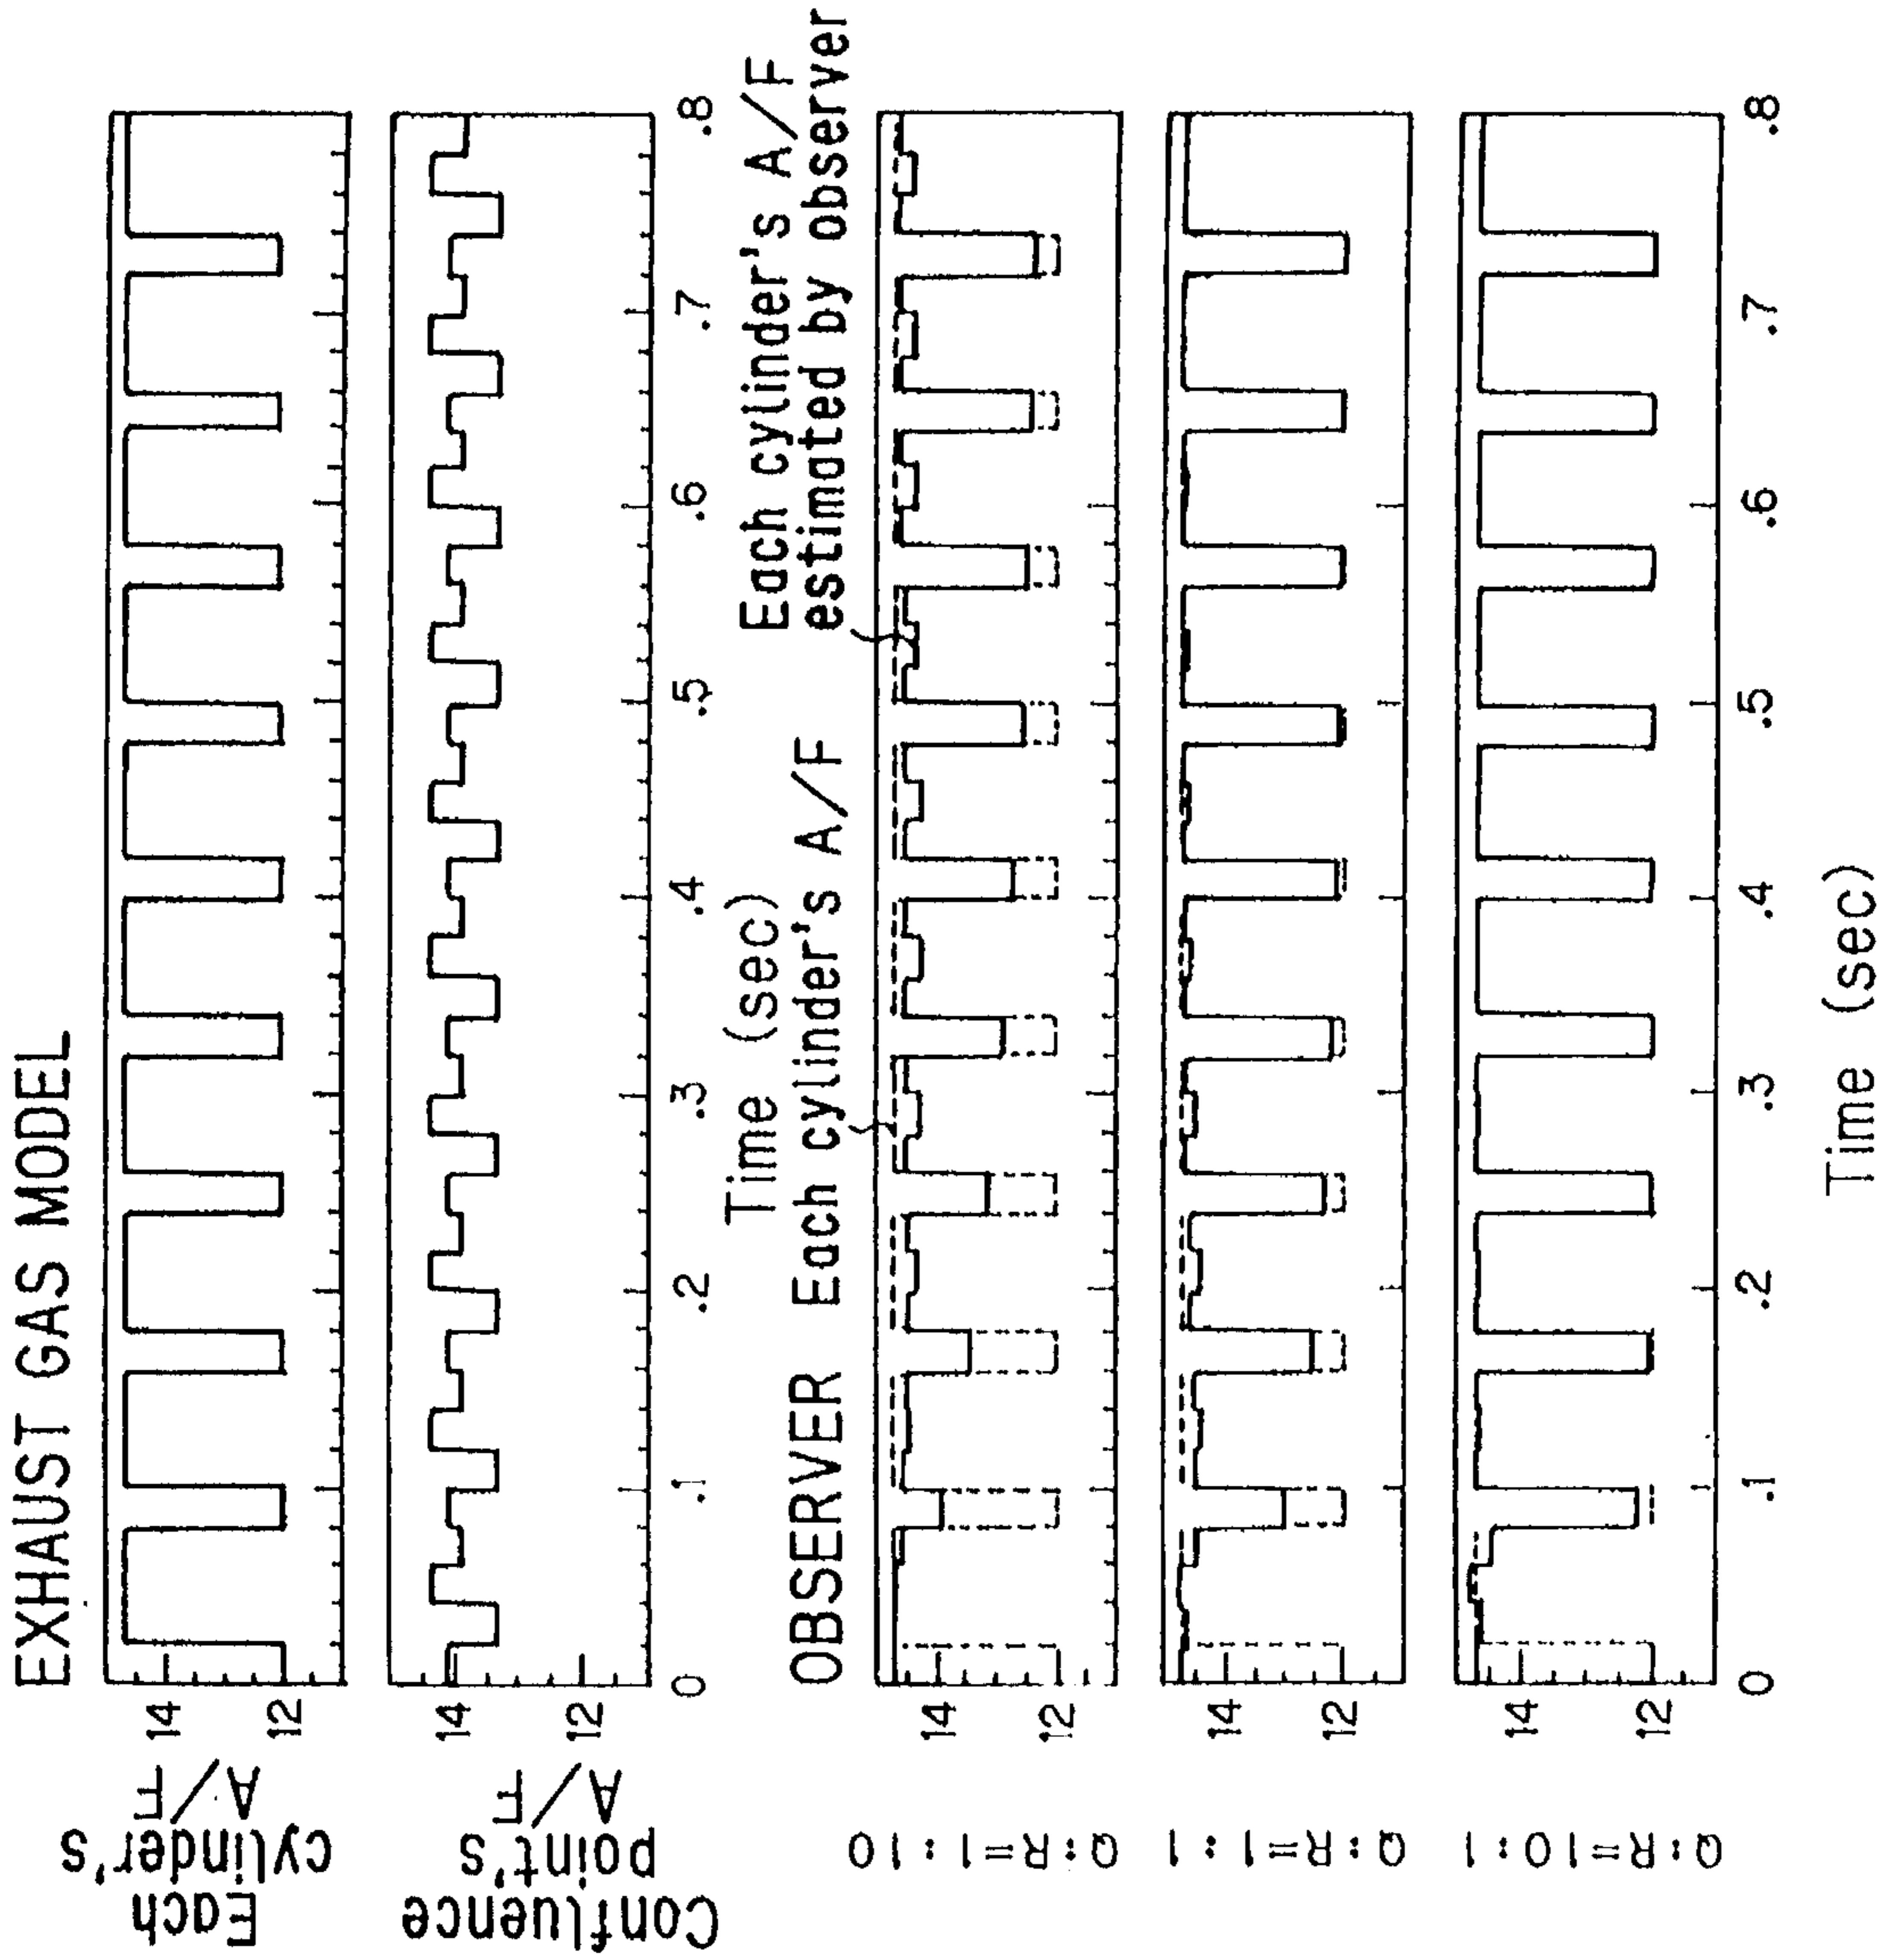 EXHAUST GAS MODEL
Each
cylinder's
A/F
14
12
Confluence
point's
A/F
14
12
0 .1 .2 .3 .4 .5 .6 .7 .8
Time (sec)
OBSERVER
Each cylinder's A/F
Each cylinder's A/F
estimated by observer
Q:R=1:10
14
12
Q:R=1:1
14
12
Q:R=10:1
14
12
0 .1 .2 .3 .4 .5 .6 .7 .8
Time (sec)